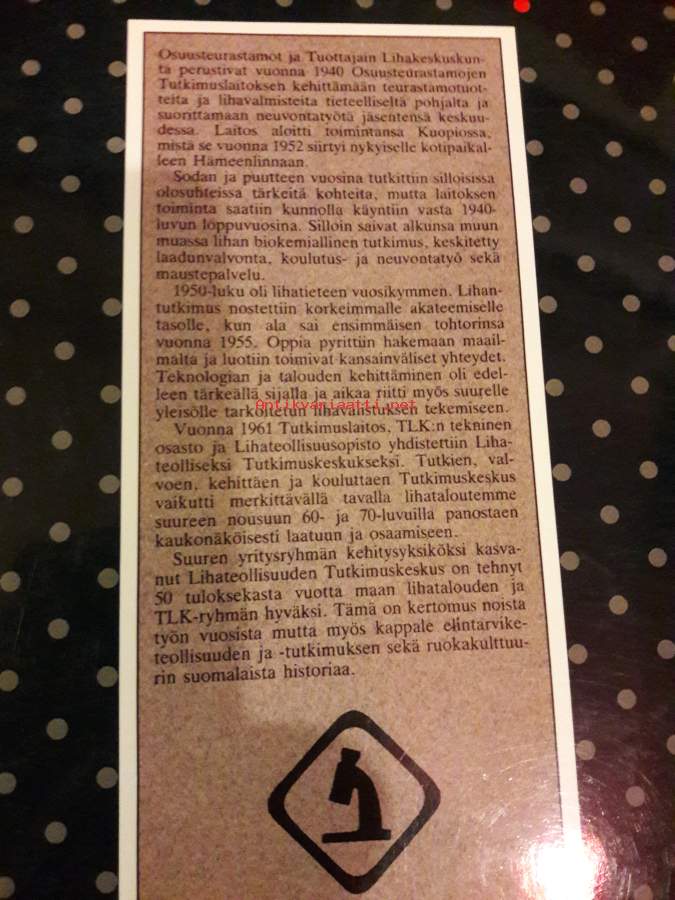 Osuusteurastamot ja Tuottajain Lihakeskuskun-
ta perustivat vuonna 1940 Osuusteurastamojen
Tutkimuslaitoksen kehittämään teurastamotuot-
teita ja lihavalmisteita tieteelliseltä pohjalta ja
suorittamaan neuvontatyötä jäsentensä keskuu-
dessa. Laitos aloitti toimintansa Kuopiossa,
mistä se vuonna 1952 siirtyi nykyiselle kotipaikal-
leen Hämeenlinnaan.
Sodan ja puutteen vuosina tutkittiin silloisissa
olosuhteissa tärkeitä kohteita, mutta laitoksen
toiminta saatiin kunnolla käyntiin vasta 1940-
luvun loppuvuosina. Silloin saivat alkunsa muun
muassa lihan biokemiallinen tutkimus, keskitetty
laadunvalvonta, koulutus- ja neuvontatyö sekä
maustepalvelu.
1950-luku oli lihatieteen vuosikymmen. Lihan-
tutkimus nostettiin korkeimmalle akateemiselle
tasolle, kun ala sai ensimmäisen tohtorinsa
vuonna 1955. Oppia pyrittiin hakemaan maail-
malta ja luotiin toimivat kansainväliset yhteydet.
Teknologian ja talouden kehittäminen oli edel-
leen tärkeällä sijalla ja aikaa riitti myös suurelle
Antikvariaatti.net
yleisölle tarkoitetun lihavalistuksen tekemiseen.
Vuonna 1961 Tutkimuslaitos, TLK:n tekninen
osasto ja Lihateollisuusopisto yhdistettiin Liha-
teolliseksi Tutkimuskeskukseksi. Tutkien, val-
voen, kehittäen ja kouluttaen Tutkimuskeskus
vaikutti merkittävällä tavalla lihataloutemme
suureen nousuun 60- ja 70-luvuilla panostaen
kaukonäköisesti laatuun ja osaamiseen.
Suuren yritysryhmän kehitysyksiköksi kasva-
nut Lihateollisuuden Tutkimuskeskus on tehnyt
50 tuloksekasta vuotta maan lihatalouden ja
TLK-ryhmän hyväksi. Tämä on kertomus noista
työn vuosista mutta myös kappale elintarvike-
teollisuuden ja -tutkimuksen sekä ruokakulttuu-
rin suomalaista historiaa.